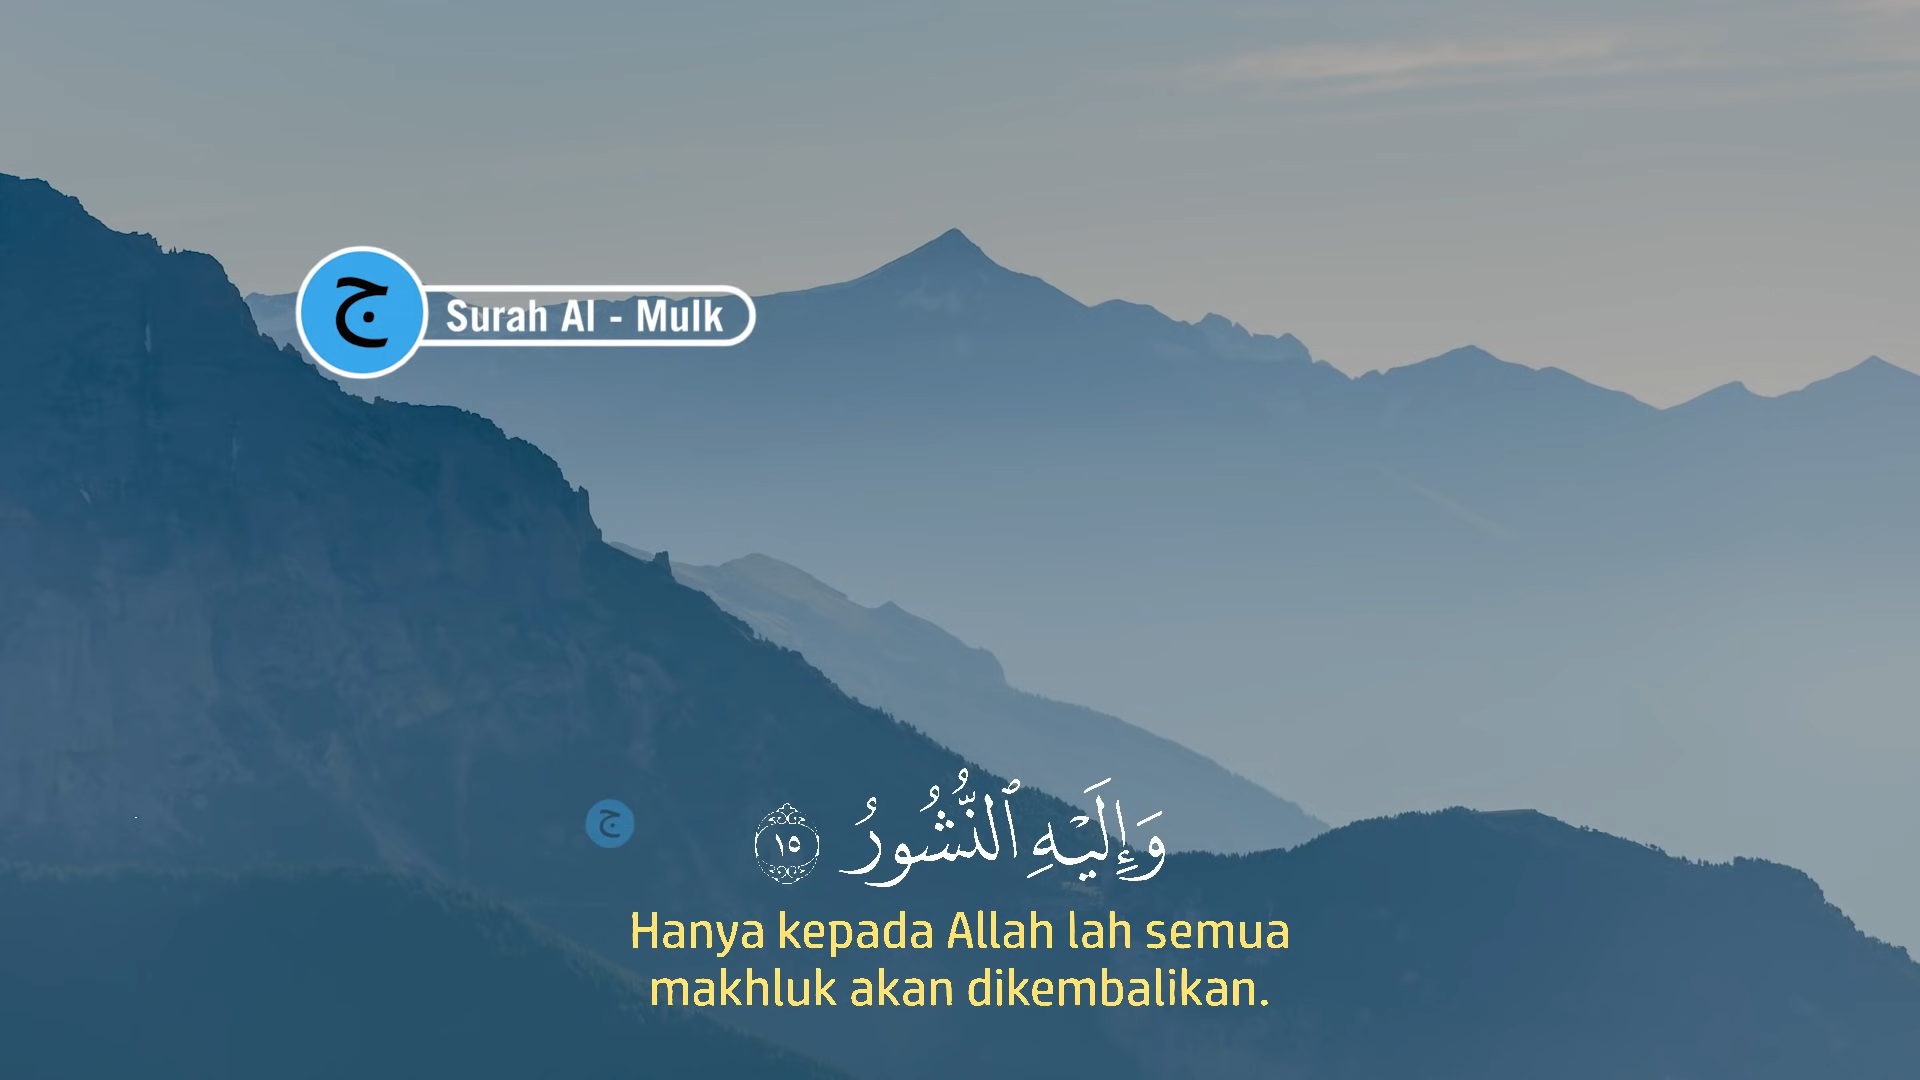 ج
Surah Al - Mulk
ج
وَإِلَيْهِ ٱلنُّشُورُ ١٥
Hanya kepada Allah lah semua
makhluk akan dikembalikan.